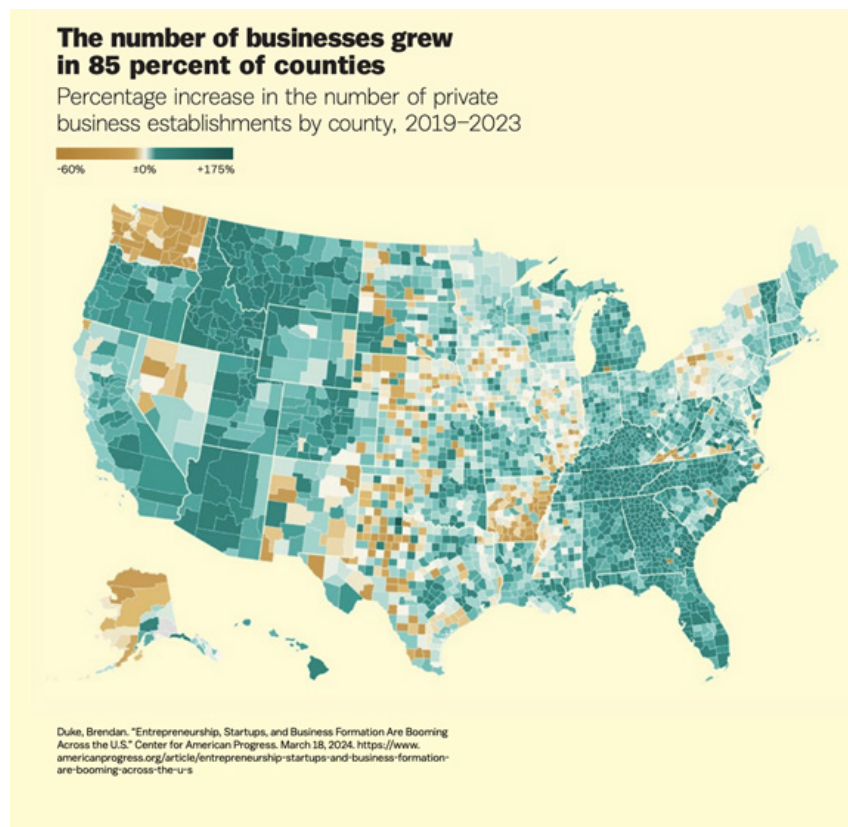 The number of businesses grew
in 85 percent of counties
Percentage increase in the number of private
business establishments by county, 2019–2023
-60% ±0% +175%
Duke, Brendan. "Entrepreneurship, Startups, and Business Formation Are Booming
Across the U.S." Center for American Progress. March 18, 2024. https://www.
americanprogress.org/article/entrepreneurship-startups-and-business-formation-
are-booming-across-the-u-s